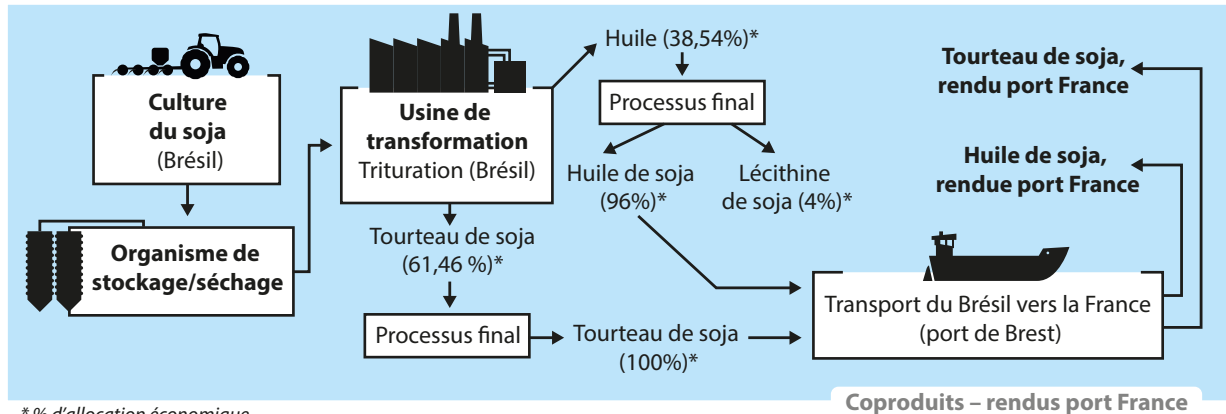 Culture
du soja
(Brésil)
Organisme de
stockage/séchage
Usine de
transformation
Trituration (Brésil)
Huile (38,54%)*
Processus final
Huile de soja
(96%)*
Lécithine
de soja (4%)*
Tourteau de soja
(61,46 %)*
Processus final
Tourteau de soja
(100%)*
Transport du Brésil vers la France
(port de Brest)
Tourteau de soja,
rendu port France
Huile de soja,
rendue port France
* % d'allocation économique
Coproduits – rendus port France